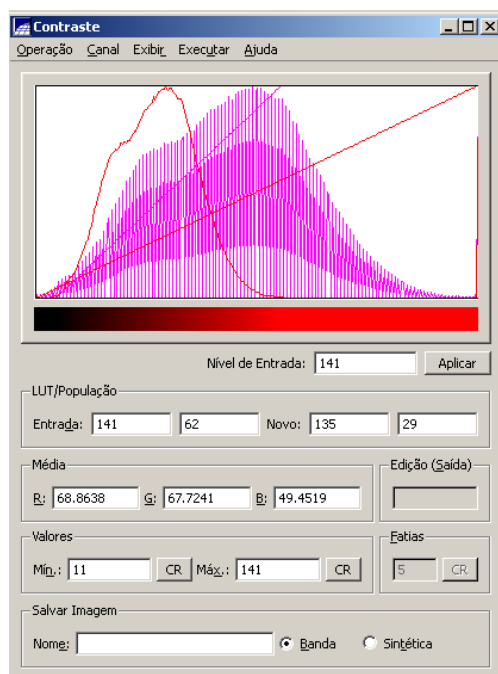 Contraste
Operação Canal Exibir Executar Ajuda
Nível de Entrada: 141 Aplicar
LUT/População
Entrada: 141 62 Novo: 135 29
Média Edição (Saída)
R: 68.8638 G: 67.7241 B: 49.4519
Valores Fatias
Mín.: 11 CR Máx.: 141 CR 5 CR
Salvar Imagem
Nome: Banda Sintética